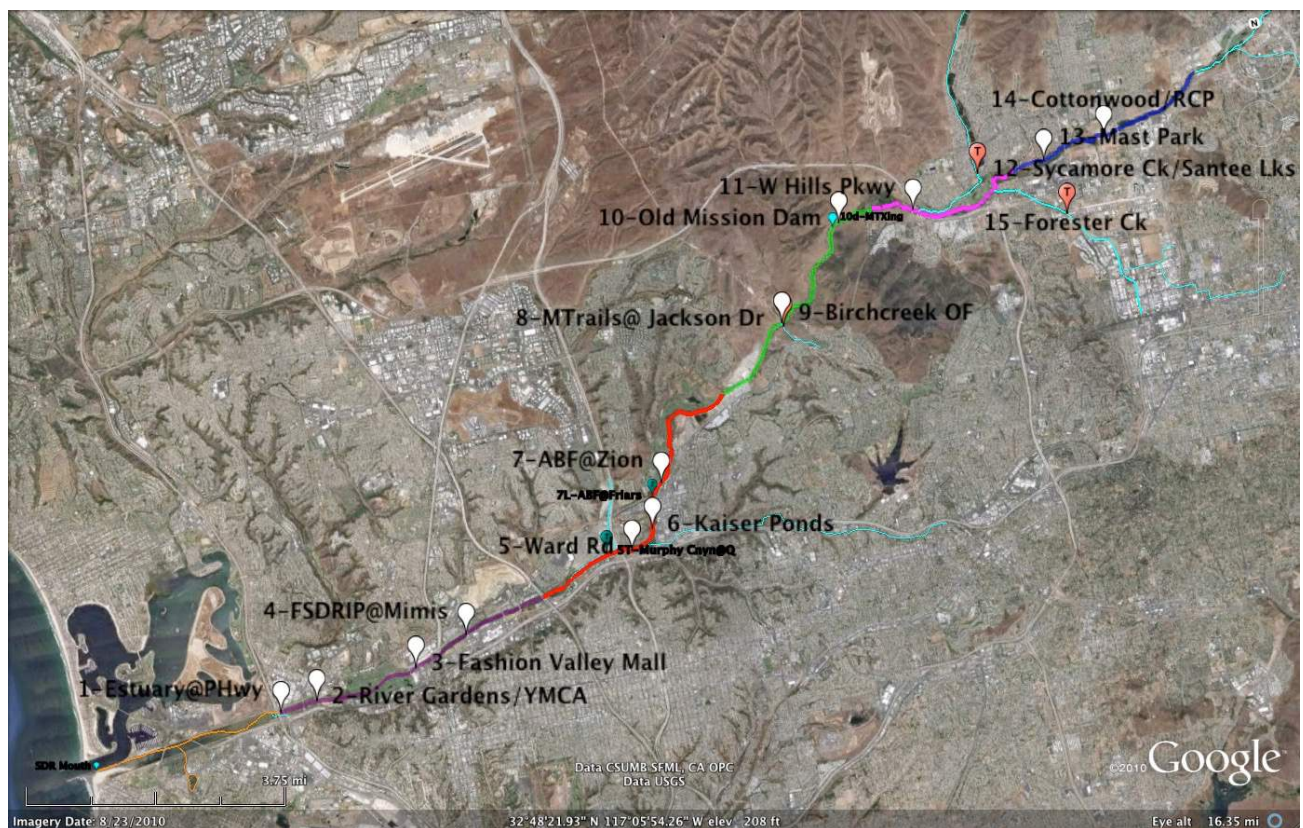 N
14-Cottonwood/RCP
13-Mast Park
T
12-Sycamore Ck/Santee Lks
11-W Hills Pkwy
T
10-Old Mission Dam
10d-MTXing
15-Forester Ck
9-Birchcreek OF
8-MTrails@ Jackson Dr
7-ABF@Zion
7L-ABF@Friars
6-Kaiser Ponds
5-Ward Rd
5T-Murphy Cnyn@Q
4-FSDRIP@Mimis
3-Fashion Valley Mall
1-Estuary@PHwy
2-River Gardens/YMCA
SDR Mouth
3.75 mi
Data CSUMB SFML, CA OPC
Data USGS
©2010 Google
Imagery Date: 8/23/2010
32°48'21.93" N 117°05'54.26" W elev 208 ft
Eye alt 16.35 mi